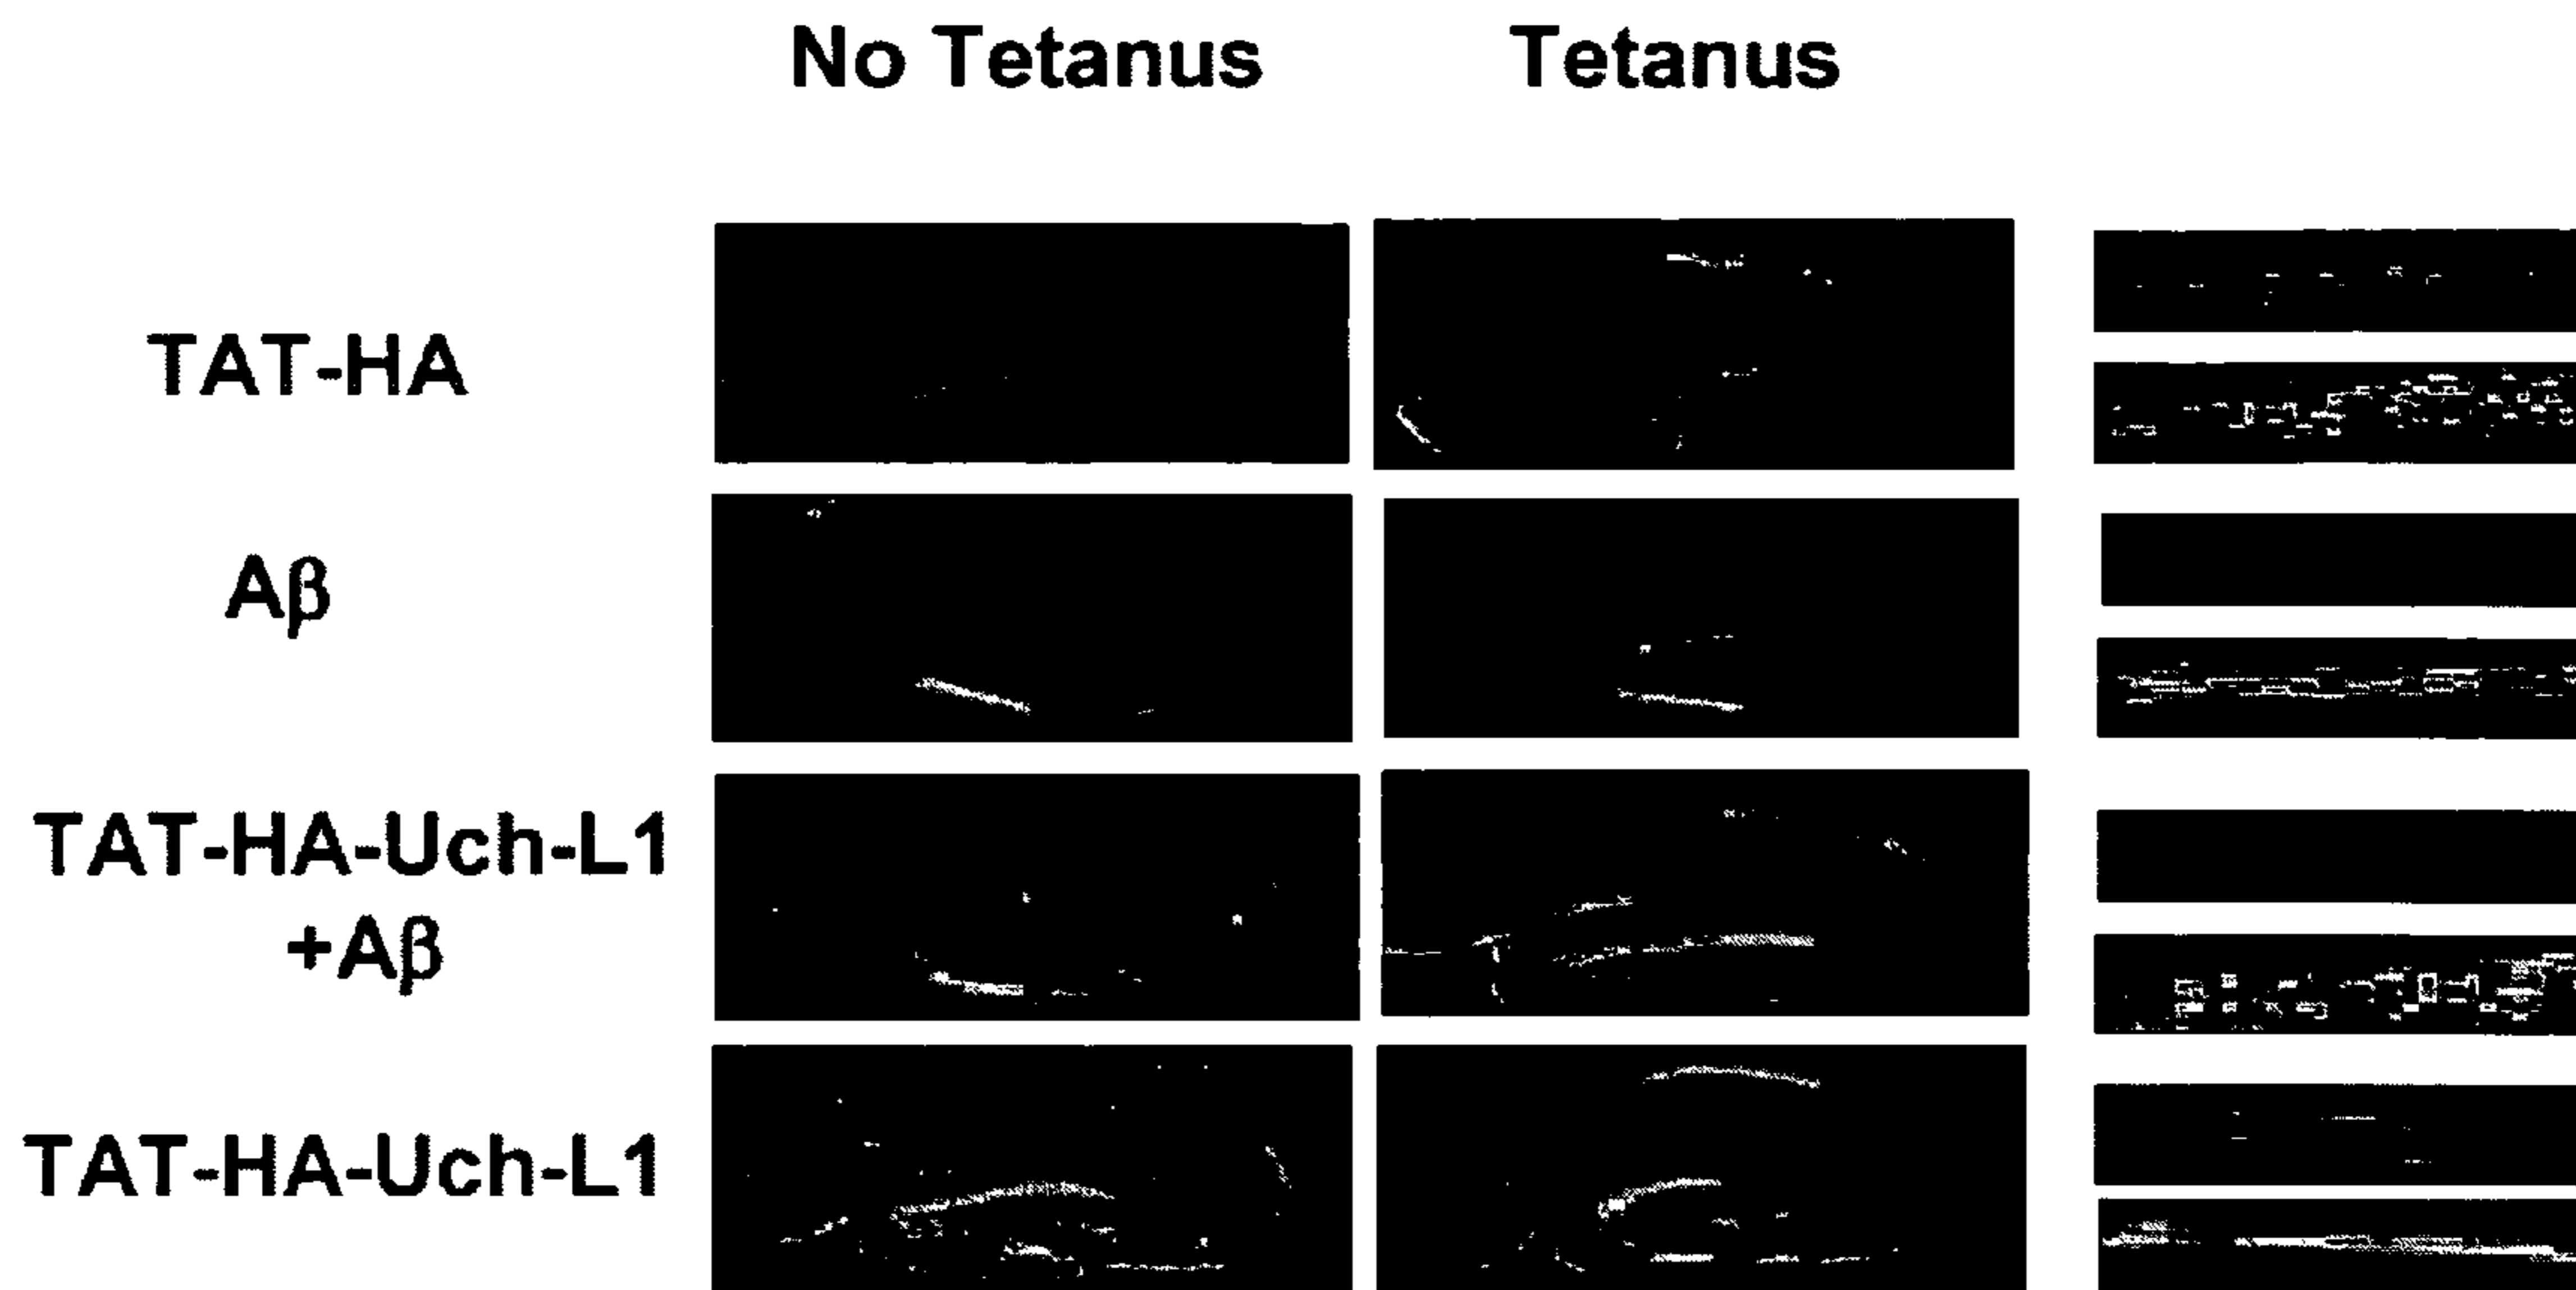 No Tetanus Tetanus
TAT-HA
Aβ
TAT-HA-Uch-L1
+Aβ
TAT-HA-Uch-L1